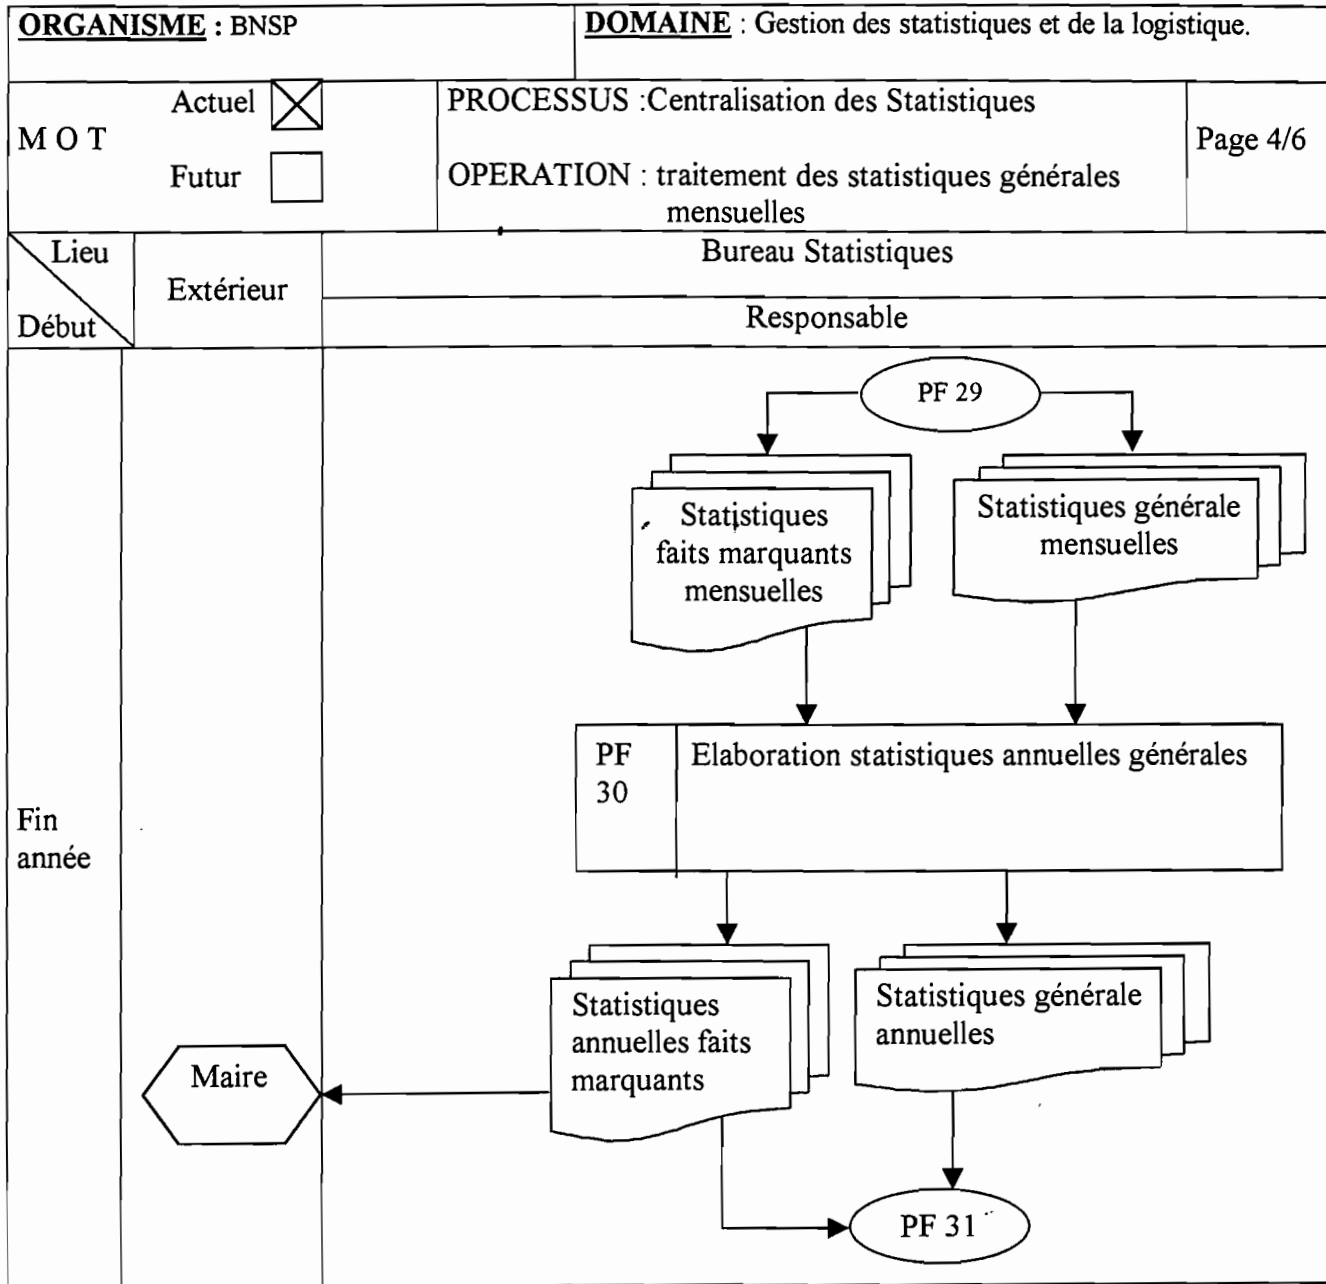 ORGANISME : BNSP
DOMAINE : Gestion des statistiques et de la logistique.
M O T
Actuel
Futur
PROCESSUS :Centralisation des Statistiques
OPERATION : traitement des statistiques générales
mensuelles
Page 4/6
Lieu
Début
Extérieur
Bureau Statistiques
Responsable
PF 29
Statistiques
faits marquants
mensuelles
Statistiques générale
mensuelles
PF
30
Elaboration statistiques annuelles générales
Fin
année
Statistiques
annuelles faits
marquants
Statistiques générale
annuelles
Maire
PF 31